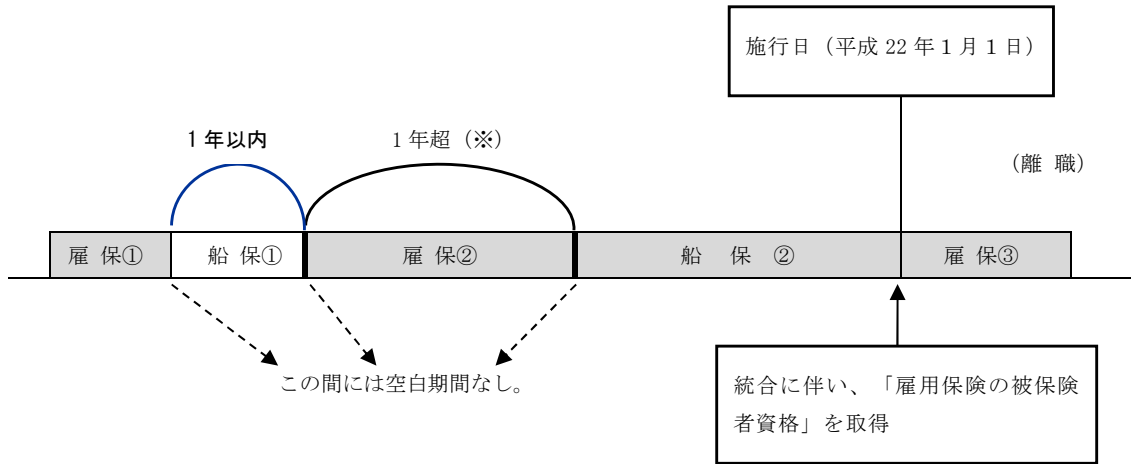 施行日（平成 22 年１月１日）
１年以内
１年超（※）
（離 職）
雇 保①
船 保①
雇 保②
船 保 ②
雇 保③
この間には空白期間なし。
統合に伴い、「雇用保険の被保険
者資格」を取得